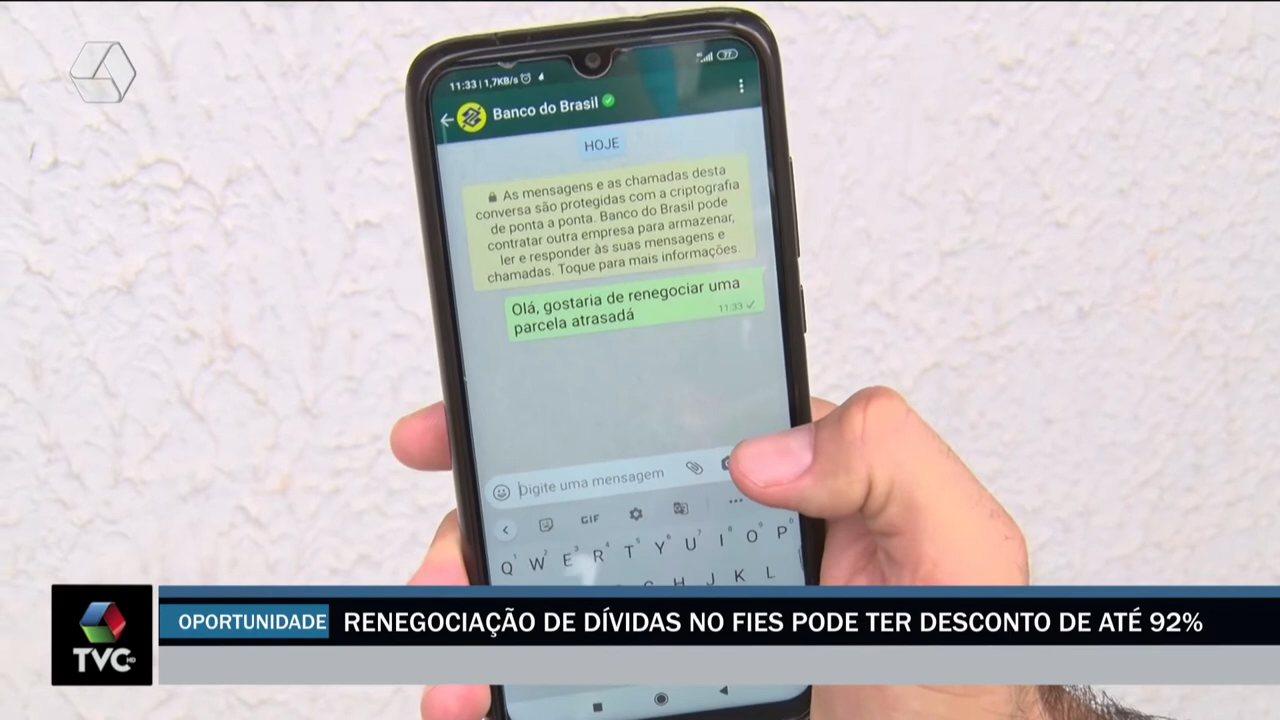 11:33 | 1,7KB/s
77
Banco do Brasil
HOJE
As mensagens e as chamadas desta
conversa são protegidas com a criptografia
de ponta a ponta. Banco do Brasil pode
contratar outra empresa para armazenar,
ler e responder às suas mensagens e
chamadas. Toque para mais informações.
Olá, gostaria de renegociar uma
parcela atrasadá
11:33
Digite uma mensagem
GIF
Q W E R T Y U I O P
G H J K L
OPORTUNIDADE RENEGOCIAÇÃO DE DÍVIDAS NO FIES PODE TER DESCONTO DE ATÉ 92%
TVC HD